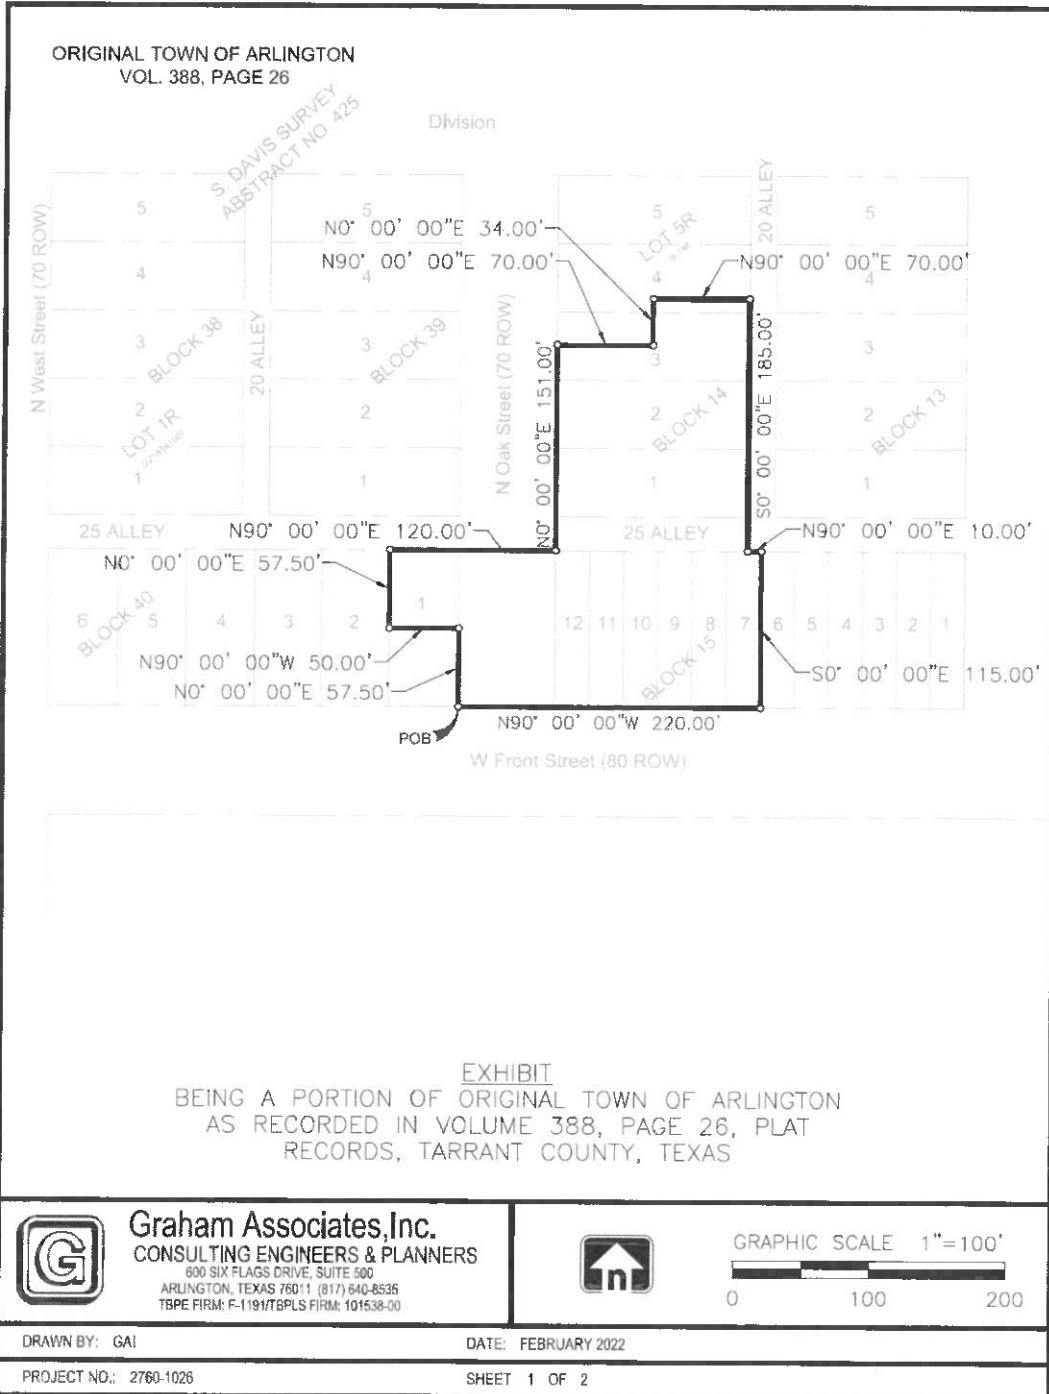 ORIGINAL TOWN OF ARLINGTON
VOL. 388, PAGE 26
S. DAVIS SURVEY
ABSTRACT NO. 425
Division
N West Street (70 ROW)
5
4
3
2
1
BLOCK 38
LOT 1R
20 ALLEY
5
4
3
2
1
BLOCK 39
N Oak Street (70 ROW)
N0° 00' 00"E 34.00'
N90° 00' 00"E 70.00'
5
LOT 5R
4
3
2
1
BLOCK 14
20 ALLEY
N90° 00' 00"E 70.00'
5
4
3
2
1
BLOCK 13
N0° 00' 00"E 151.00'
S0° 00' 00"E 185.00'
25 ALLEY
N90° 00' 00"E 120.00'
25 ALLEY
N90° 00' 00"E 10.00'
N0° 00' 00"E 57.50'
6 5 4 3 2 1
BLOCK 40
12 11 10 9 8 7 6 5 4 3 2 1
BLOCK 15
N90° 00' 00"W 50.00'
S0° 00' 00"E 115.00'
N0° 00' 00"E 57.50'
POB
N90° 00' 00"W 220.00'
W Front Street (80 ROW)
EXHIBIT
BEING A PORTION OF ORIGINAL TOWN OF ARLINGTON
AS RECORDED IN VOLUME 388, PAGE 26, PLAT
RECORDS, TARRANT COUNTY, TEXAS
G
Graham Associates,Inc.
CONSULTING ENGINEERS & PLANNERS
600 SIX FLAGS DRIVE, SUITE 500
ARLINGTON, TEXAS 76011 (817) 640-8535
TBPE FIRM: F-1191/TBPLS FIRM: 101538-00
n
GRAPHIC SCALE 1"=100'
0 100 200
DRAWN BY: GAI
DATE: FEBRUARY 2022
PROJECT NO.: 2760-1026
SHEET 1 OF 2